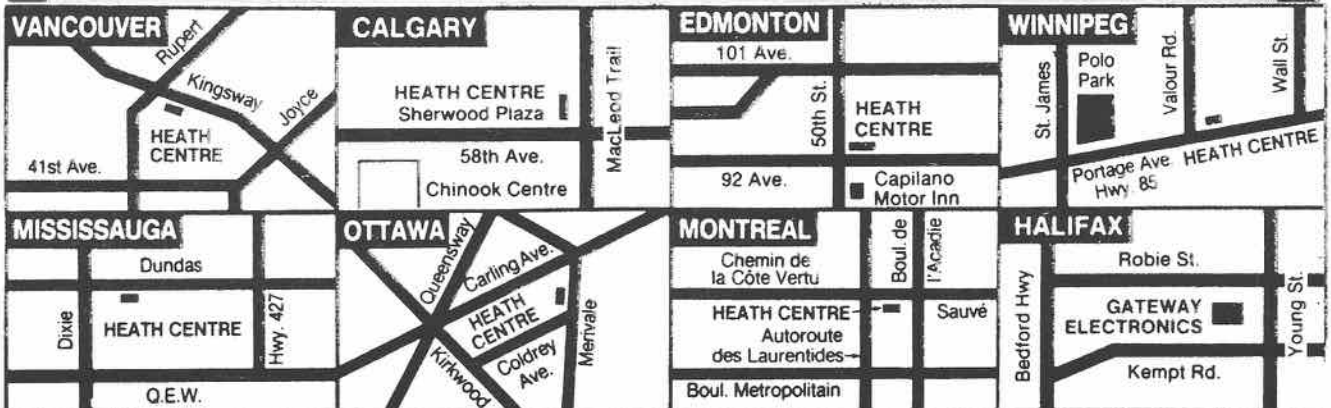 VANCOUVER
Rupert
Kingsway
Joyce
HEATH
CENTRE
41st Ave.
CALGARY
HEATH CENTRE
Sherwood Plaza
MacLeod Trail
58th Ave.
Chinook Centre
EDMONTON
101 Ave.
50th St.
HEATH
CENTRE
92 Ave.
Capilano
Motor Inn
WINNIPEG
St. James
Polo
Park
Valour Rd.
Wall St.
Portage Ave.
Hwy. 85
HEATH CENTRE
MISSISSAUGA
Dundas
Dixie
HEATH CENTRE
Hwy. 427
Q.E.W.
OTTAWA
Queensway
Carling Ave.
HEATH
CENTRE
Merivale
Kirkwood
Coldrey
Ave.
MONTREAL
Chemin de
la Côte Vertu
Boul. de
l'Acadie
HEATH CENTRE
Sauvé
Autoroute
des Laurentides
Boul. Metropolitain
HALIFAX
Robie St.
Bedford Hwy
GATEWAY
ELECTRONICS
Young St.
Kempt Rd.